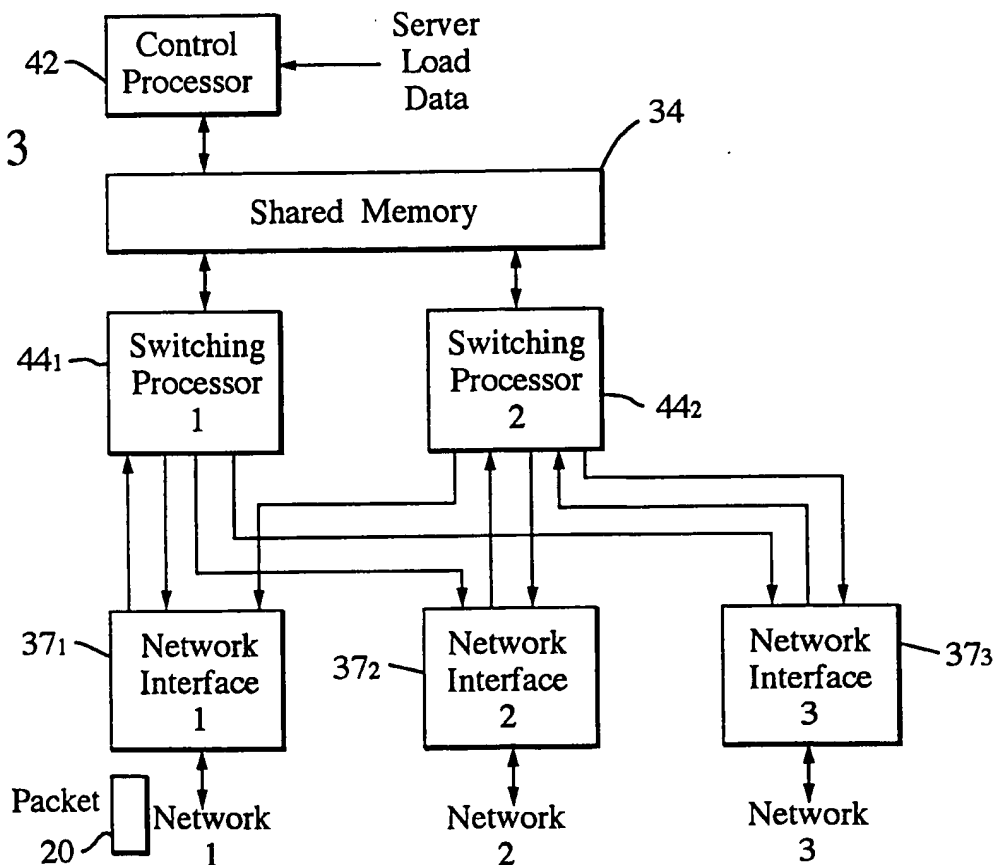 Server
Load
Data
Control
Processor
42
34
3
Shared Memory
Switching
Processor
1
44₁
Switching
Processor
2
44₂
Network
Interface
1
37₁
Network
Interface
2
37₂
Network
Interface
3
37₃
Packet
20
Network
1
Network
2
Network
3